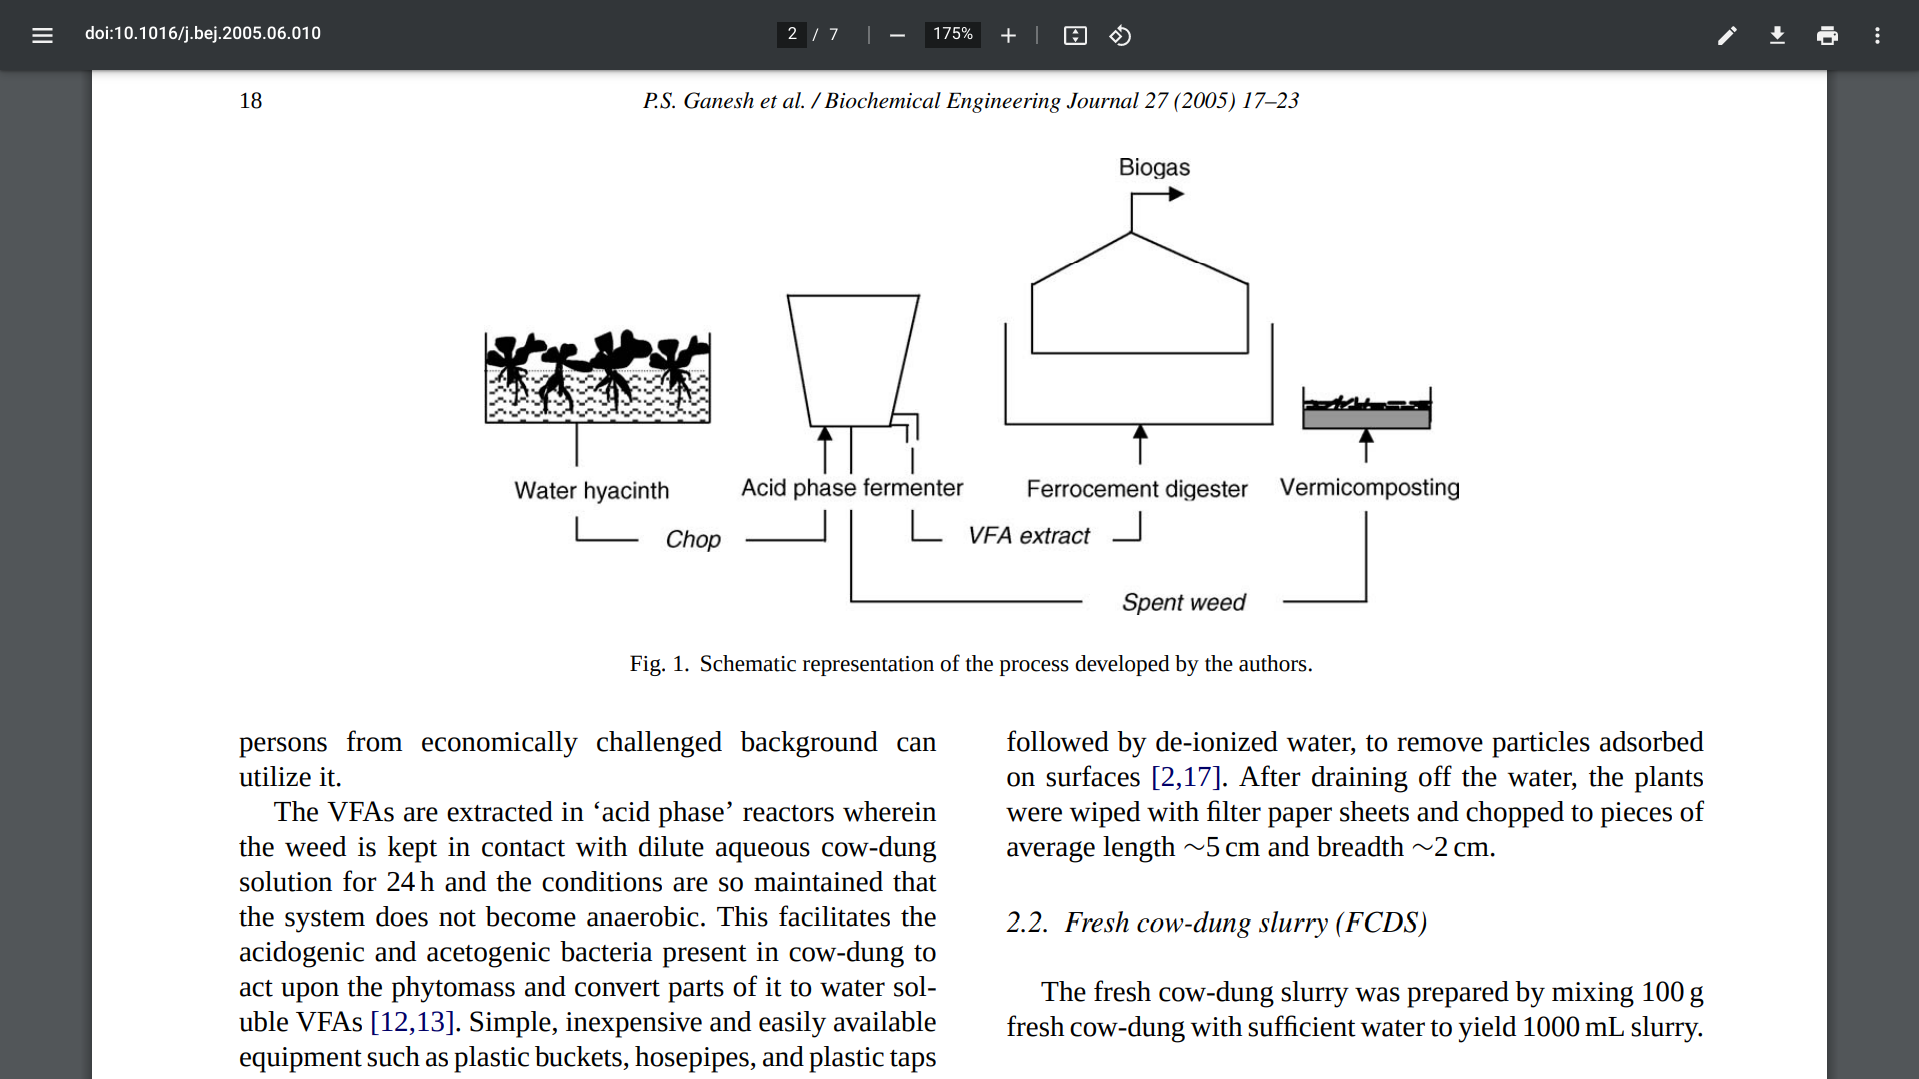 doi:10.1016/j.bej.2005.06.010
2 / 7
175%
18
P.S. Ganesh et al. / Biochemical Engineering Journal 27 (2005) 17–23
Biogas
Water hyacinth
Acid phase fermenter
Ferrocement digester
Vermicomposting
Chop
VFA extract
Spent weed
Fig. 1. Schematic representation of the process developed by the authors.
persons from economically challenged background can
utilize it.
The VFAs are extracted in ‘acid phase’ reactors wherein
the weed is kept in contact with dilute aqueous cow-dung
solution for 24 h and the conditions are so maintained that
the system does not become anaerobic. This facilitates the
acidogenic and acetogenic bacteria present in cow-dung to
act upon the phytomass and convert parts of it to water sol-
uble VFAs [12,13]. Simple, inexpensive and easily available
equipment such as plastic buckets, hosepipes, and plastic taps
followed by de-ionized water, to remove particles adsorbed
on surfaces [2,17]. After draining off the water, the plants
were wiped with filter paper sheets and chopped to pieces of
average length ∼5 cm and breadth ∼2 cm.
2.2. Fresh cow-dung slurry (FCDS)
The fresh cow-dung slurry was prepared by mixing 100 g
fresh cow-dung with sufficient water to yield 1000 mL slurry.